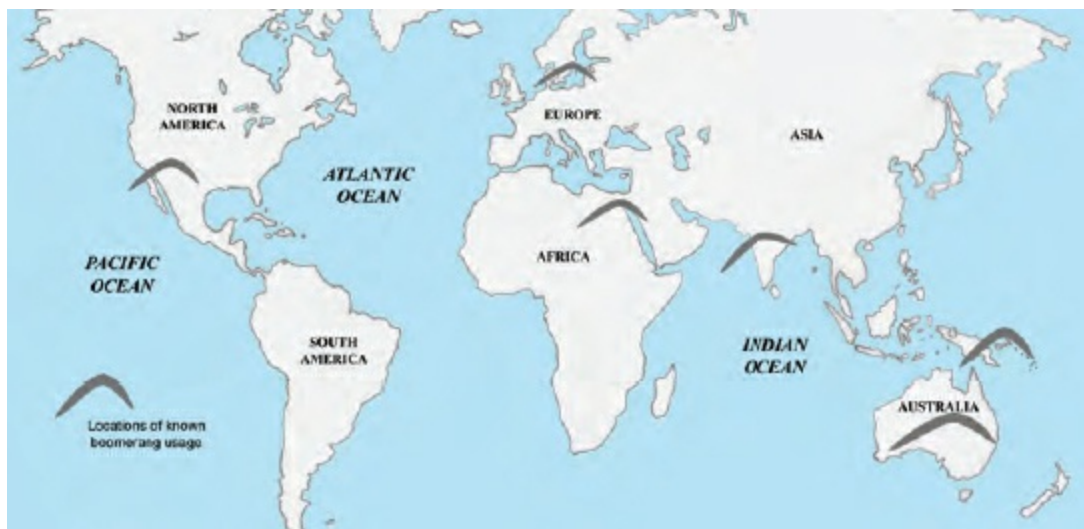 NORTH
AMERICA
EUROPE
ASIA
ATLANTIC
OCEAN
AFRICA
PACIFIC
OCEAN
SOUTH
AMERICA
INDIAN
OCEAN
AUSTRALIA
Locations of known
boomerang usage